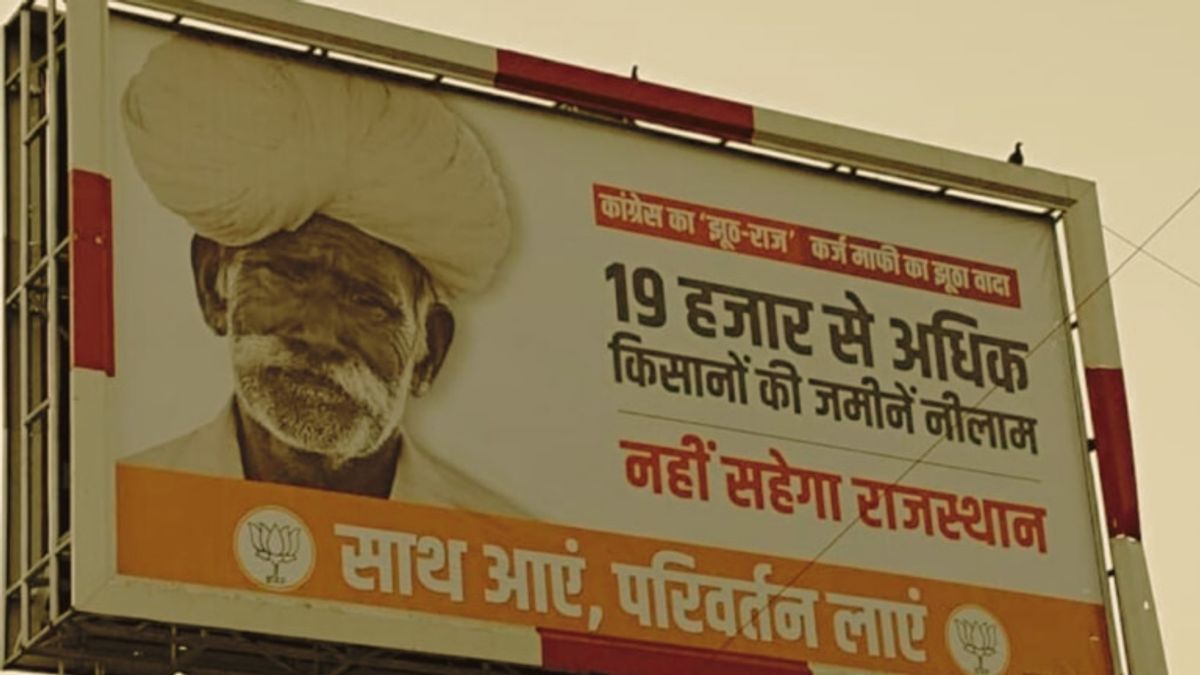 कांग्रेस का 'झूठ-राज' कर्ज माफी का झूठा वादा
19 हजार से अधिक
किसानों की जमीनें नीलाम
नहीं सहेगा राजस्थान
साथ आएं, परिवर्तन लाएं